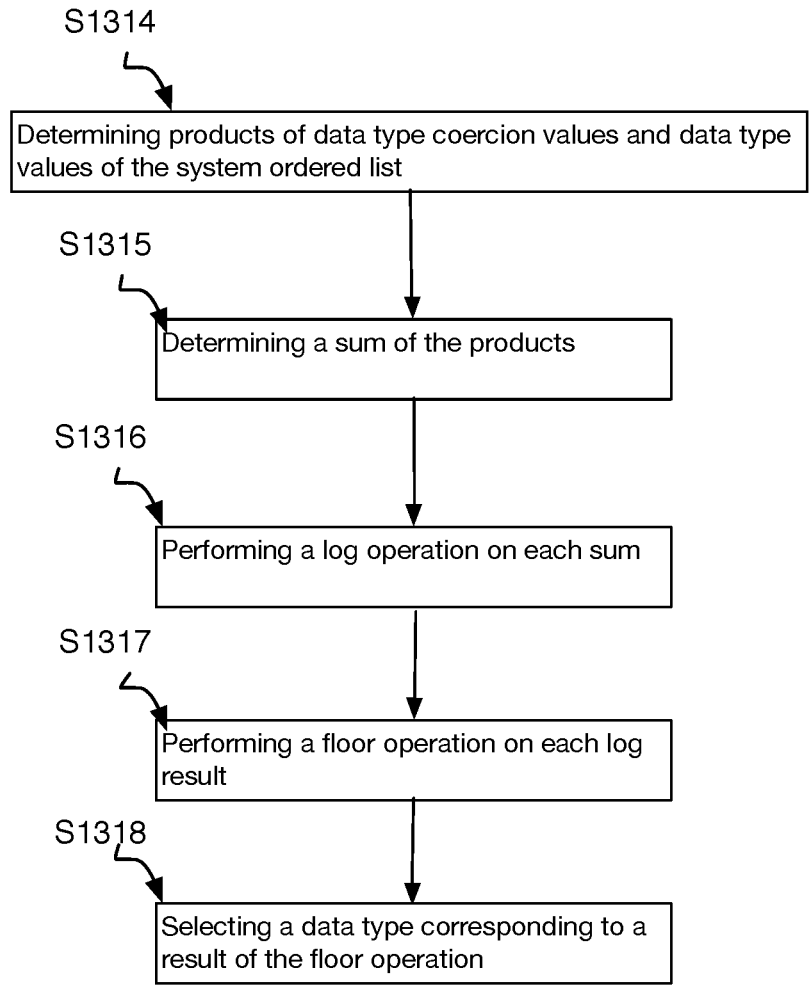 S1314
Determining products of data type coercion values and data type
values of the system ordered list
S1315
Determining a sum of the products
S1316
Performing a log operation on each sum
S1317
Performing a floor operation on each log
result
S1318
Selecting a data type corresponding to a
result of the floor operation